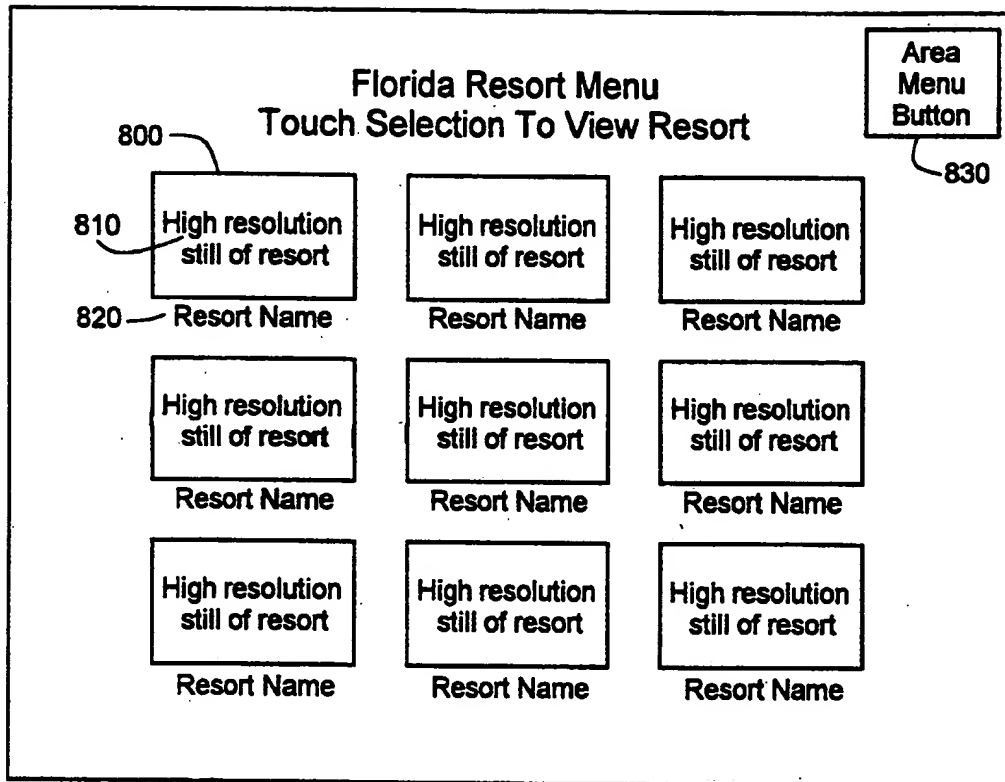 Area
Menu
Button
830
Florida Resort Menu
Touch Selection To View Resort
800
810
High resolution
still of resort
High resolution
still of resort
High resolution
still of resort
820
Resort Name
Resort Name
Resort Name
High resolution
still of resort
High resolution
still of resort
High resolution
still of resort
Resort Name
Resort Name
Resort Name
High resolution
still of resort
High resolution
still of resort
High resolution
still of resort
Resort Name
Resort Name
Resort Name